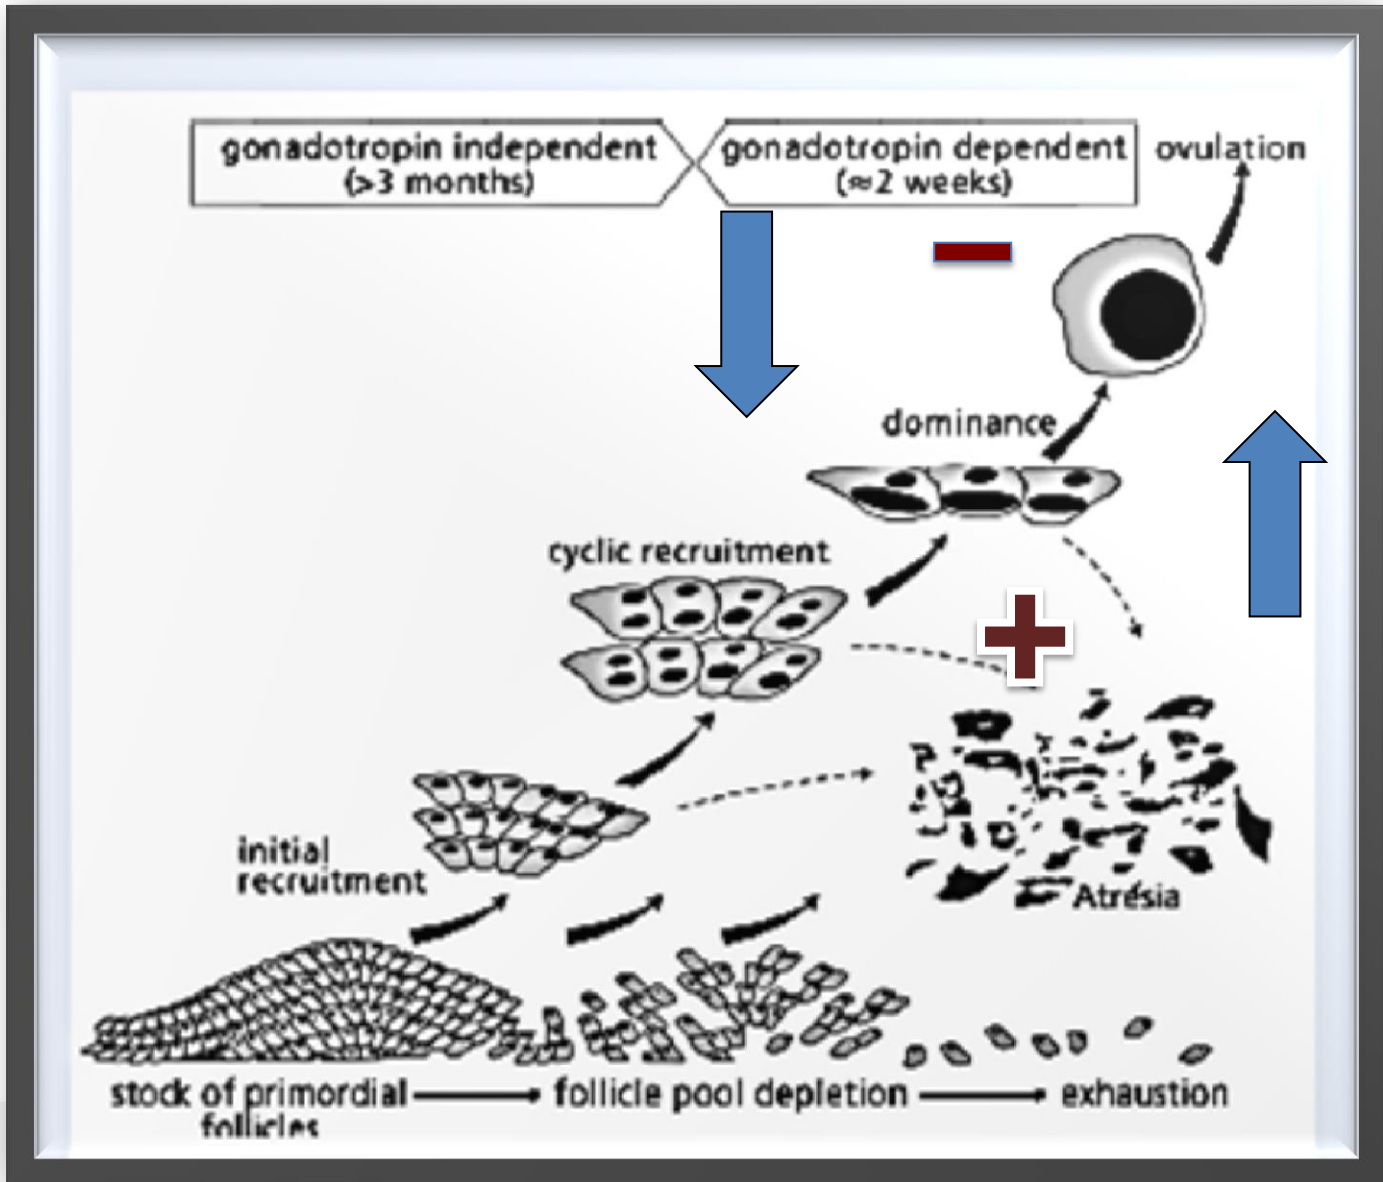 gonadotropin independent
(>3 months)
gonadotropin dependent
(≈2 weeks)
ovulation
dominance
cyclic recruitment
initial
recruitment
Atrésia
stock of primordial
follicles
follicle pool depletion
exhaustion